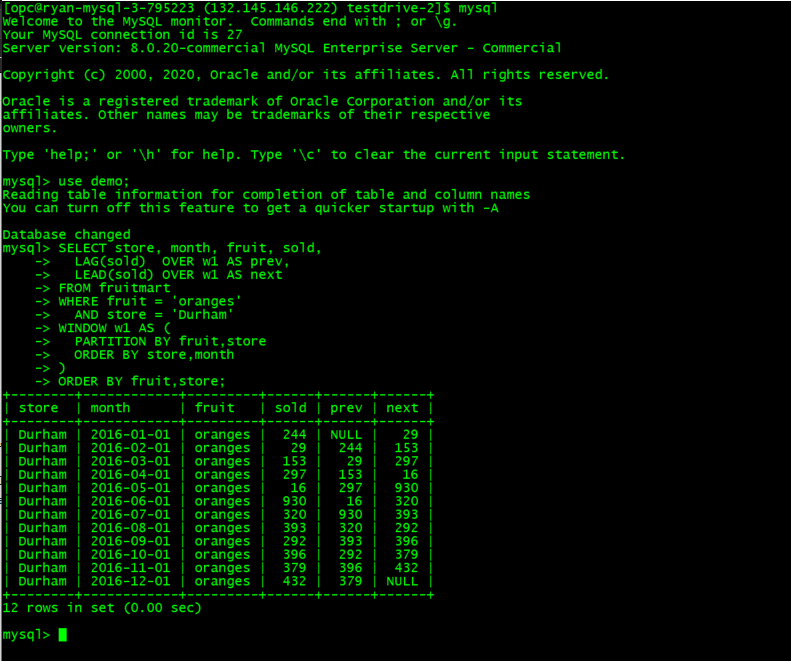 [opc@ryan-mysql-3-795223 (132.145.146.222) testdrive-2]$ mysql
Welcome to the MySQL monitor.  Commands end with ; or \g.
Your MySQL connection id is 27
Server version: 8.0.20-commercial MySQL Enterprise Server - Commercial

Copyright (c) 2000, 2020, Oracle and/or its affiliates. All rights reserved.

Oracle is a registered trademark of Oracle Corporation and/or its
affiliates. Other names may be trademarks of their respective
owners.

Type 'help;' or '\h' for help. Type '\c' to clear the current input statement.

mysql> use demo;
Reading table information for completion of table and column names
You can turn off this feature to get a quicker startup with -A

Database changed
mysql> SELECT store, month, fruit, sold,
    ->   LAG(sold)  OVER w1 AS prev,
    ->   LEAD(sold) OVER w1 AS next
    -> FROM fruitmart
    -> WHERE fruit = 'oranges'
    ->   AND store = 'Durham'
    -> WINDOW w1 AS (
    ->   PARTITION BY fruit,store
    ->   ORDER BY store,month
    -> )
    -> ORDER BY fruit,store;
+--------+------------+---------+------+------+------+
| store  | month      | fruit   | sold | prev | next |
+--------+------------+---------+------+------+------+
| Durham | 2016-01-01 | oranges |  244 | NULL |   29 |
| Durham | 2016-02-01 | oranges |   29 |  244 |  153 |
| Durham | 2016-03-01 | oranges |  153 |   29 |  297 |
| Durham | 2016-04-01 | oranges |  297 |  153 |   16 |
| Durham | 2016-05-01 | oranges |   16 |  297 |  930 |
| Durham | 2016-06-01 | oranges |  930 |   16 |  320 |
| Durham | 2016-07-01 | oranges |  320 |  930 |  393 |
| Durham | 2016-08-01 | oranges |  393 |  320 |  292 |
| Durham | 2016-09-01 | oranges |  292 |  393 |  396 |
| Durham | 2016-10-01 | oranges |  396 |  292 |  379 |
| Durham | 2016-11-01 | oranges |  379 |  396 |  432 |
| Durham | 2016-12-01 | oranges |  432 |  379 | NULL |
+--------+------------+---------+------+------+------+
12 rows in set (0.00 sec)

mysql>